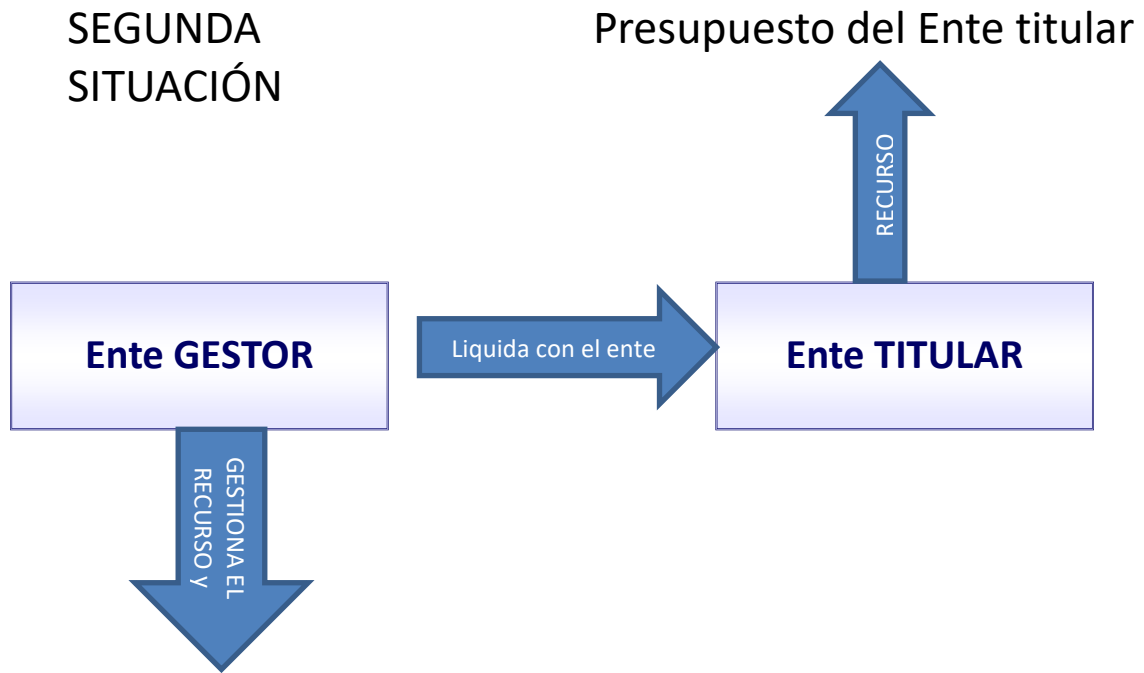 SEGUNDA
SITUACIÓN
Presupuesto del Ente titular
RECURSO
Ente GESTOR
Liquida con el ente
Ente TITULAR
GESTIONA EL
RECURSO y